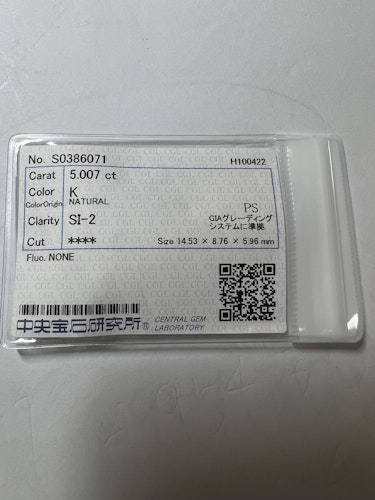 No. S0386071 H100422
Carat 5.007 ct
Color K
ColorOrigin NATURAL
PS
Clarity SI-2 GIAグレーディング
システムに準拠
Cut **** Size 14.53 × 8.76 × 5.96 mm
Fluo. NONE
中央宝石研究所® CENTRAL GEM
LABORATORY